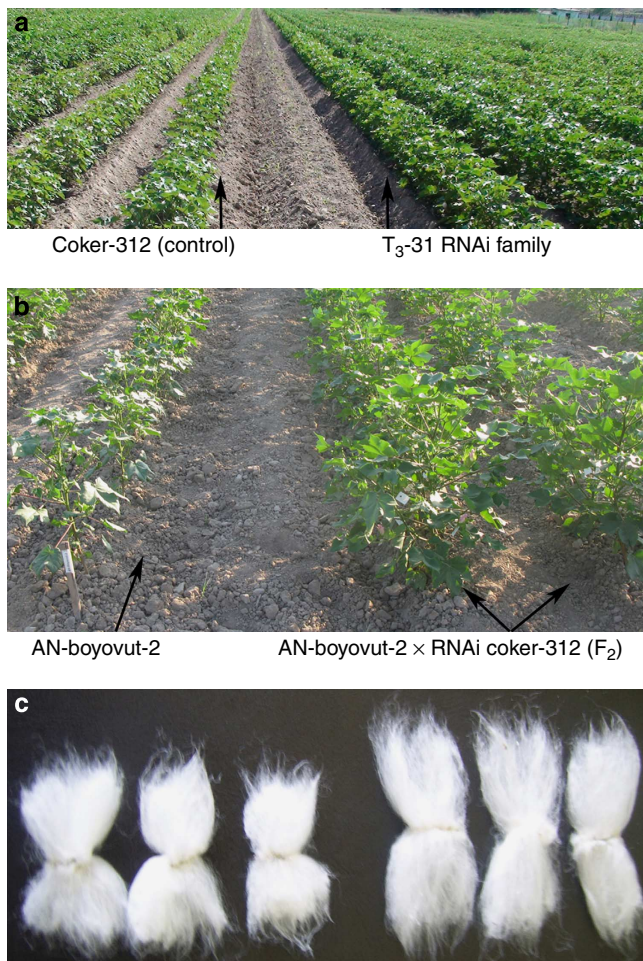 a
Coker-312 (control)
T₃-31 RNAi family
b
AN-boyovut-2
AN-boyovut-2 × RNAi coker-312 (F₂)
c